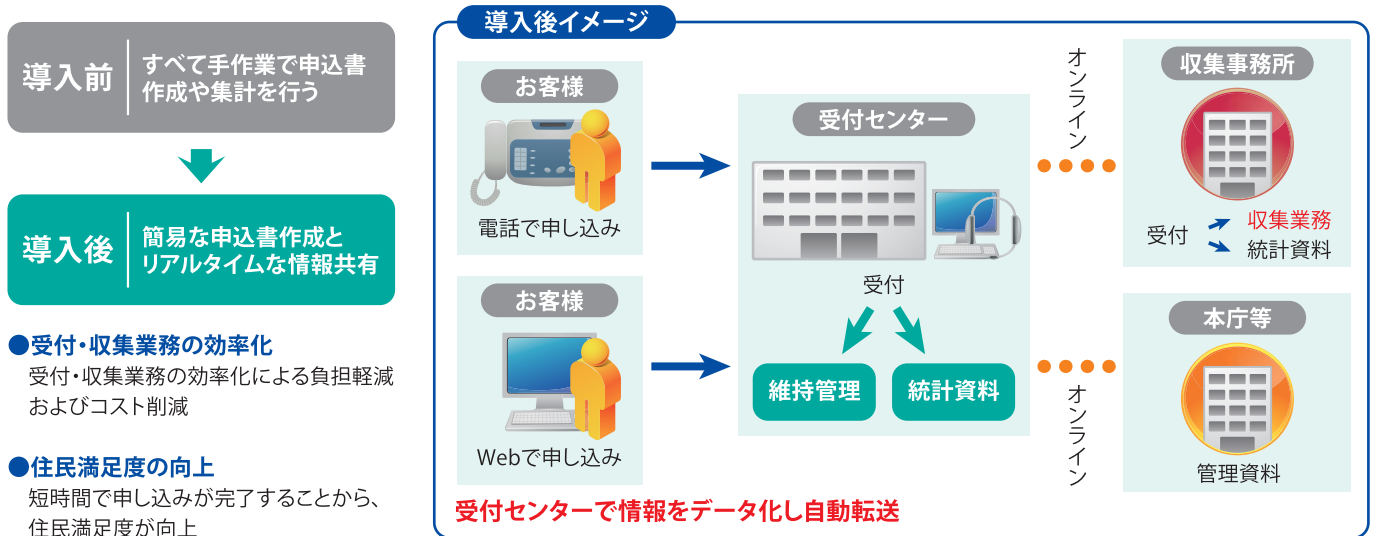 導入前
すべて手作業で申込書
作成や集計を行う
導入後
簡易な申込書作成と
リアルタイムな情報共有
●受付・収集業務の効率化
受付・収集業務の効率化による負担軽減
およびコスト削減
●住民満足度の向上
短時間で申し込みが完了することから、
住民満足度が向上
導入後イメージ
お客様
電話で申し込み
お客様
Webで申し込み
受付センター
受付
維持管理
統計資料
オンライン
収集事務所
受付
収集業務
統計資料
オンライン
本庁等
管理資料
受付センターで情報をデータ化し自動転送